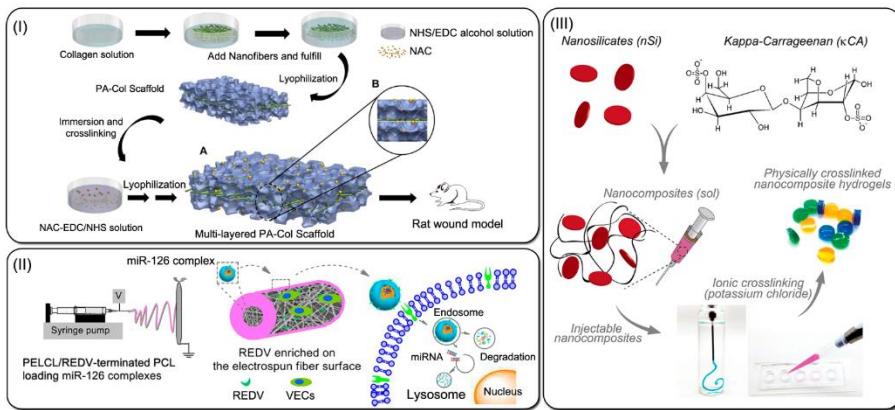 (I)
Collagen solution
Add Nanofibers and fulfill
NHS/EDC alcohol solution
NAC
Lyophilization
PA-Col Scaffold
B
Immersion and
crosslinking
A
Lyophilization
NAC-EDC/NHS solution
Multi-layered PA-Col Scaffold
Rat wound model
(II)
miR-126 complex
V
Syringe pump
PELCL/REDV-terminated PCL
loading miR-126 complexes
REDV enriched on
the electrospun fiber surface
REDV
VECs
Endosome
miRNA
Degradation
Lysosome
Nucleus
(III)
Nanosilicates (nSi)
Kappa-Carrageenan (κCA)
Nanocomposites (sol)
Physically crosslinked
nanocomposite hydrogels
Ionic crosslinking
(potassium chloride)
Injectable
nanocomposites